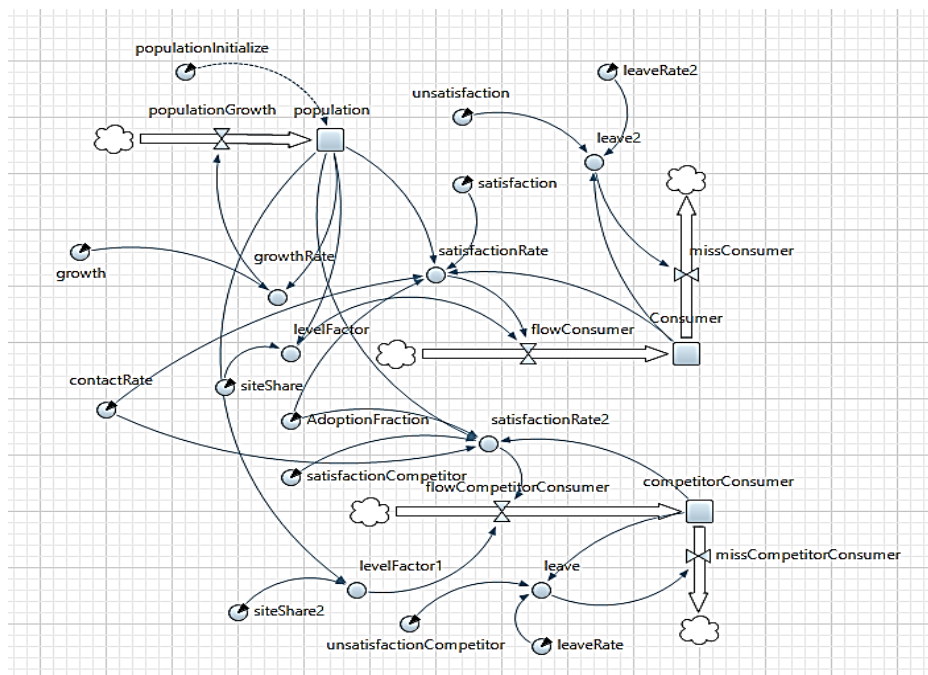 populationInitialize
leaveRate2
unsatisfaction
populationGrowth
population
leave2
satisfaction
missConsumer
satisfactionRate
growthRate
growth
Consumer
levelFactor
flowConsumer
contactRate
siteShare
AdoptionFraction
satisfactionRate2
satisfactionCompetitor
flowCompetitorConsumer
competitorConsumer
missCompetitorConsumer
levelFactor1
leave
siteShare2
unsatisfactionCompetitor
leaveRate